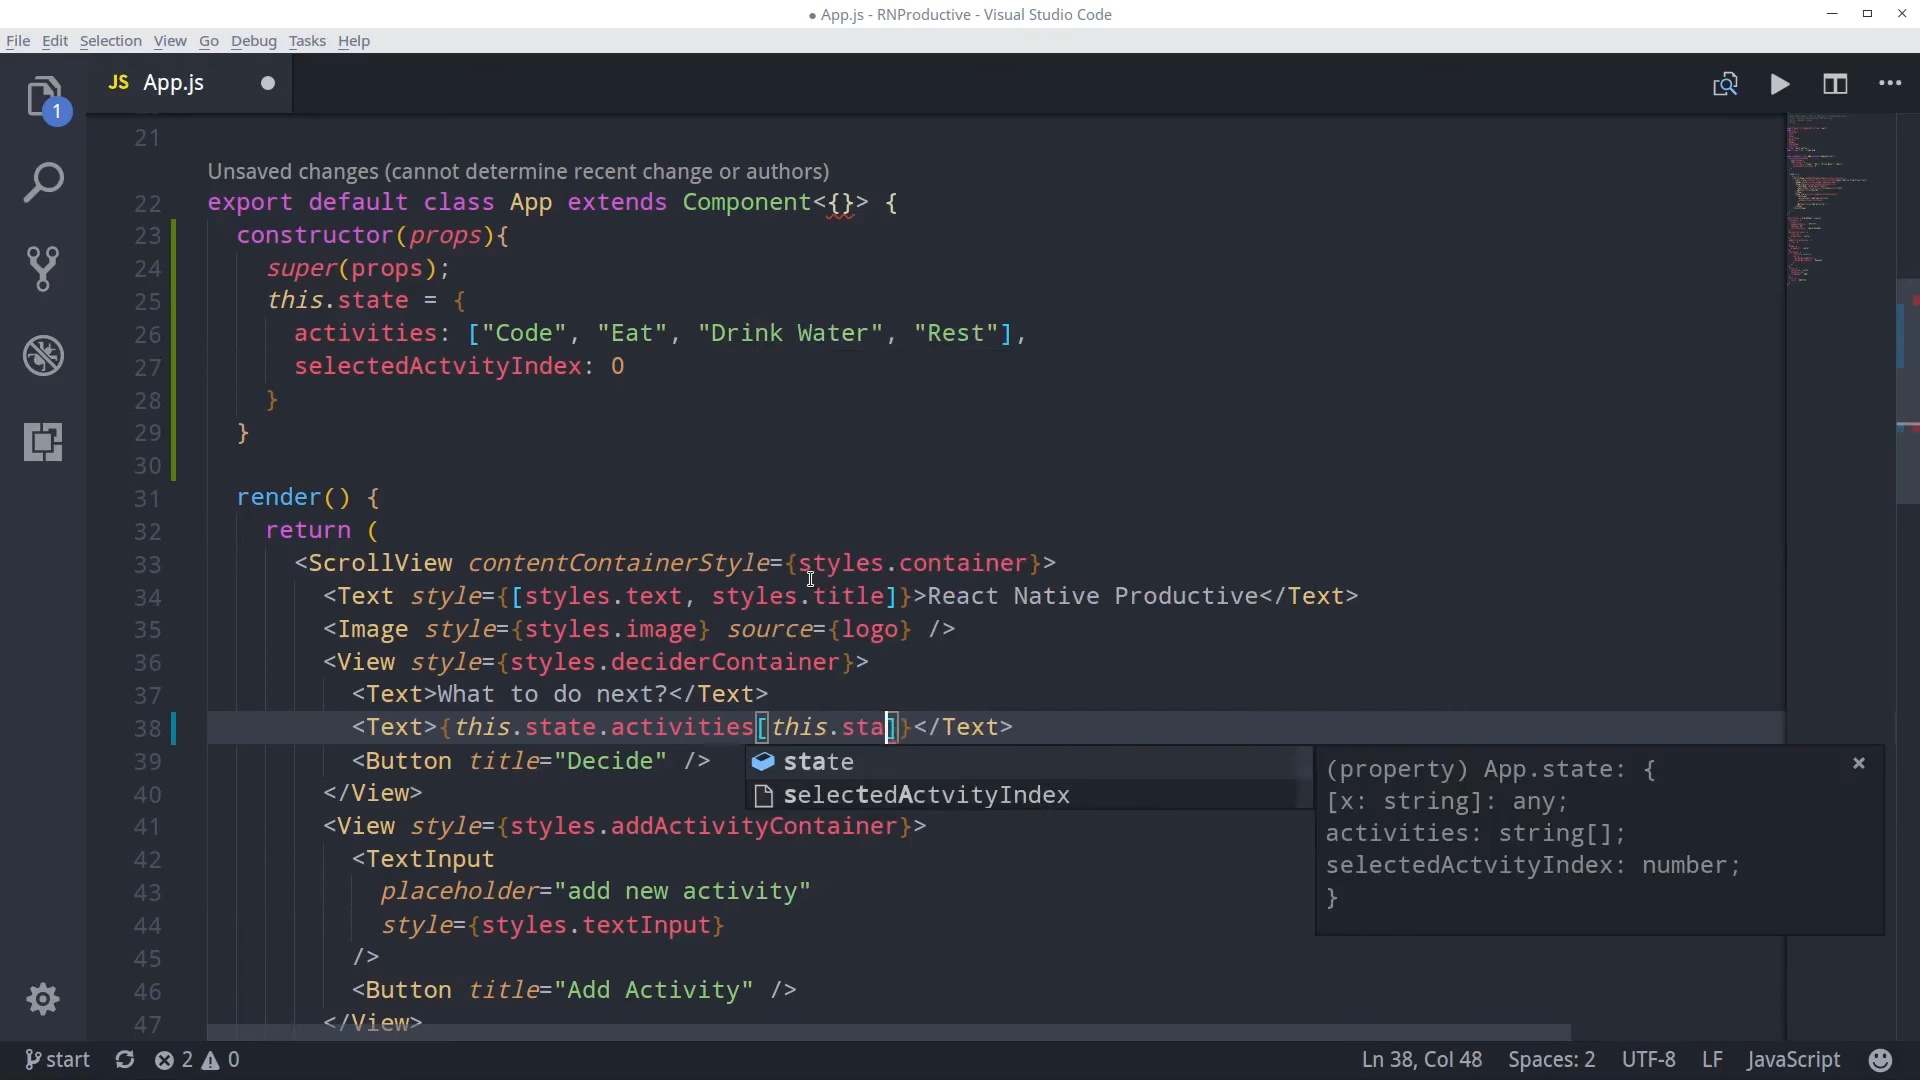 ● App.js - RNProductive - Visual Studio Code
File Edit Selection View Go Debug Tasks Help
JS App.js ●
1
21
Unsaved changes (cannot determine recent change or authors)
22 export default class App extends Component<{}> {
23 constructor(props){
24 super(props);
25 this.state = {
26 activities: ["Code", "Eat", "Drink Water", "Rest"],
27 selectedActvityIndex: 0
28 }
29 }
30
31 render() {
32 return (
33 <ScrollView contentContainerStyle={styles.container}>
34 <Text style={[styles.text, styles.title]}>React Native Productive</Text>
35 <Image style={styles.image} source={logo} />
36 <View style={styles.deciderContainer}>
37 <Text>What to do next?</Text>
38 <Text>{this.state.activities[this.sta]}</Text>
39 <Button title="Decide" />
state
(property) App.state: {
40 </View>
selectedActvityIndex
[x: string]: any;
41 <View style={styles.addActivityContainer}>
activities: string[];
42 <TextInput
selectedActvityIndex: number;
43 placeholder="add new activity"
}
44 style={styles.textInput}
45 />
46 <Button title="Add Activity" />
47 </View>
start 2 0 Ln 38, Col 48 Spaces: 2 UTF-8 LF JavaScript